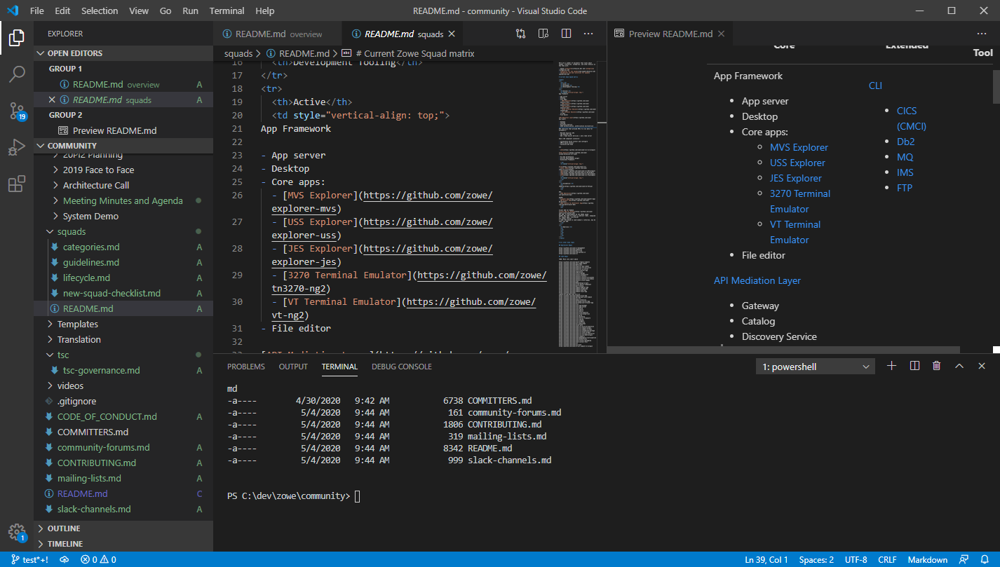 File Edit Selection View Go Run Terminal Help
README.md - community - Visual Studio Code
EXPLORER
OPEN EDITORS
GROUP 1
README.md overview A
README.md squads A
GROUP 2
Preview README.md
COMMUNITY
20PI2 Planning
2019 Face to Face
Architecture Call
Meeting Minutes and Agenda
System Demo
squads
categories.md A
guidelines.md A
lifecycle.md A
new-squad-checklist.md A
README.md A
Templates
Translation
tsc
tsc-governance.md A
videos
.gitignore
CODE_OF_CONDUCT.md A
COMMITTERS.md
community-forums.md A
CONTRIBUTING.md A
mailing-lists.md A
README.md C
slack-channels.md A
OUTLINE
TIMELINE
19
1
README.md overview
README.md squads
squads > README.md > # Current Zowe Squad matrix
16 <th>Development Tooling</th>
17 </tr>
18 <tr>
19 <th>Active</th>
20 <td style="vertical-align: top;">
21 App Framework
22
23 - App server
24 - Desktop
25 - Core apps:
26 - [MVS Explorer](https://github.com/zowe/
explorer-mvs)
27 - [USS Explorer](https://github.com/zowe/
explorer-uss)
28 - [JES Explorer](https://github.com/zowe/
explorer-jes)
29 - [3270 Terminal Emulator](https://github.com/zowe/
tn3270-ng2)
30 - [VT Terminal Emulator](https://github.com/zowe/
vt-ng2)
31 - File editor
32
Preview README.md
Core
Extended
Tool
App Framework
App server
Desktop
Core apps:
MVS Explorer
USS Explorer
JES Explorer
3270 Terminal
Emulator
VT Terminal
Emulator
File editor
API Mediation Layer
Gateway
Catalog
Discovery Service
CLI
CICS
(CMCI)
Db2
MQ
IMS
FTP
PROBLEMS OUTPUT TERMINAL DEBUG CONSOLE
1: powershell
md
-a---- 4/30/2020 9:42 AM 6738 COMMITTERS.md
-a---- 5/4/2020 9:44 AM 161 community-forums.md
-a---- 5/4/2020 9:44 AM 1806 CONTRIBUTING.md
-a---- 5/4/2020 9:44 AM 319 mailing-lists.md
-a---- 5/4/2020 9:44 AM 8342 README.md
-a---- 5/4/2020 9:44 AM 999 slack-channels.md
PS C:\dev\zowe\community>
test*+! 0 0 Ln 39, Col 1 Spaces: 2 UTF-8 CRLF Markdown